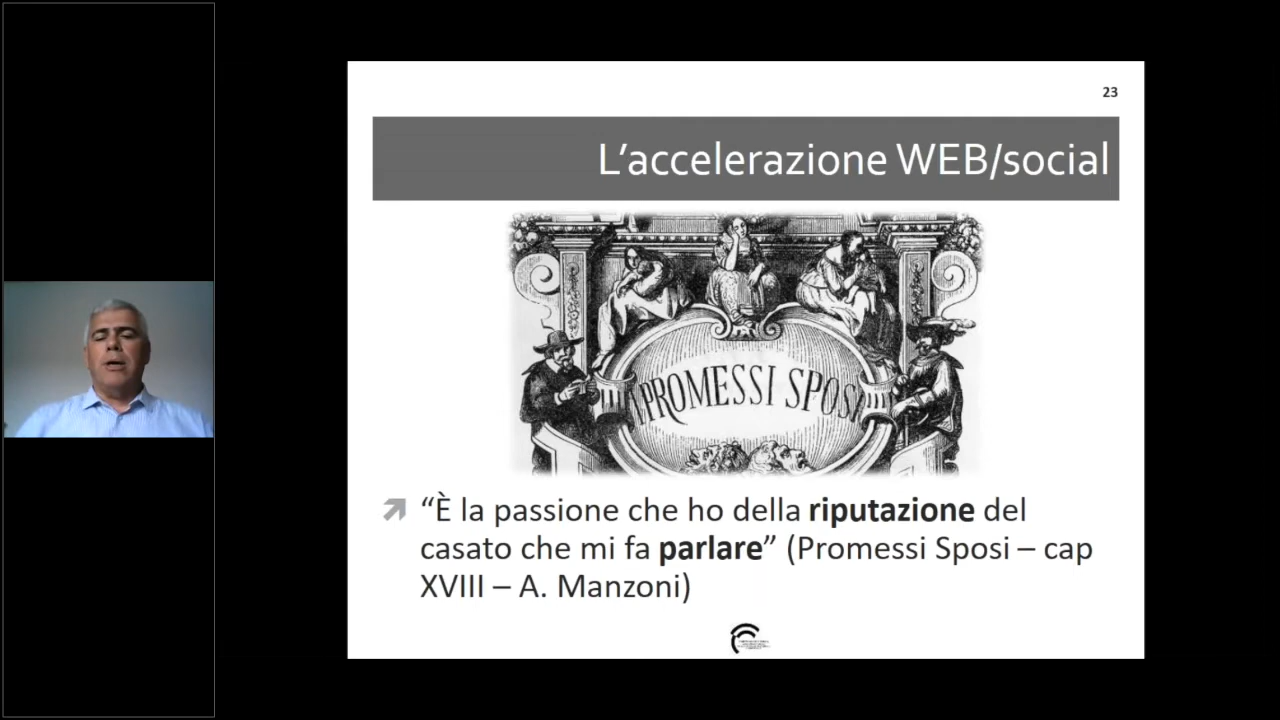 23
L’accelerazione WEB/social
I PROMESSI SPOSI
“È la passione che ho della riputazione del
casato che mi fa parlare” (Promessi Sposi – cap
XVIII – A. Manzoni)